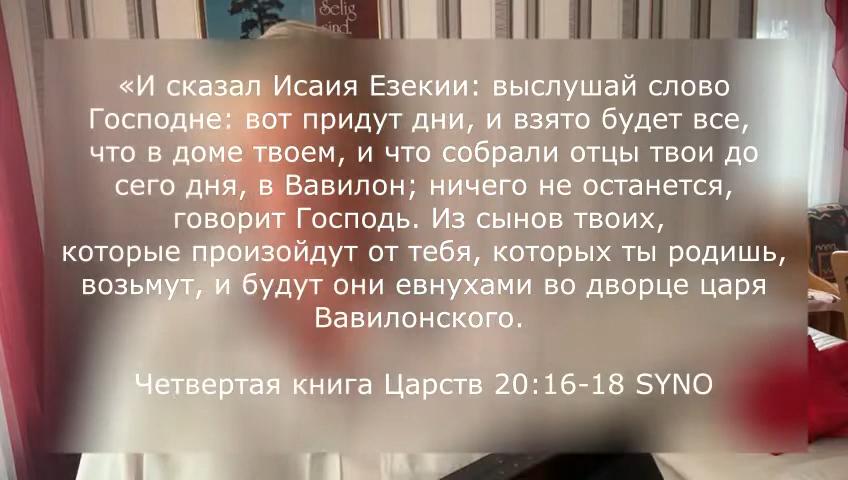 Selig
sind
«И сказал Исаия Езекии: выслушай слово
Господне: вот придут дни, и взято будет все,
что в доме твоем, и что собрали отцы твои до
сего дня, в Вавилон; ничего не останется,
говорит Господь. Из сынов твоих,
которые произойдут от тебя, которых ты родишь,
возьмут, и будут они евнухами во дворце царя
Вавилонского.
Четвертая книга Царств 20:16-18 SYNO